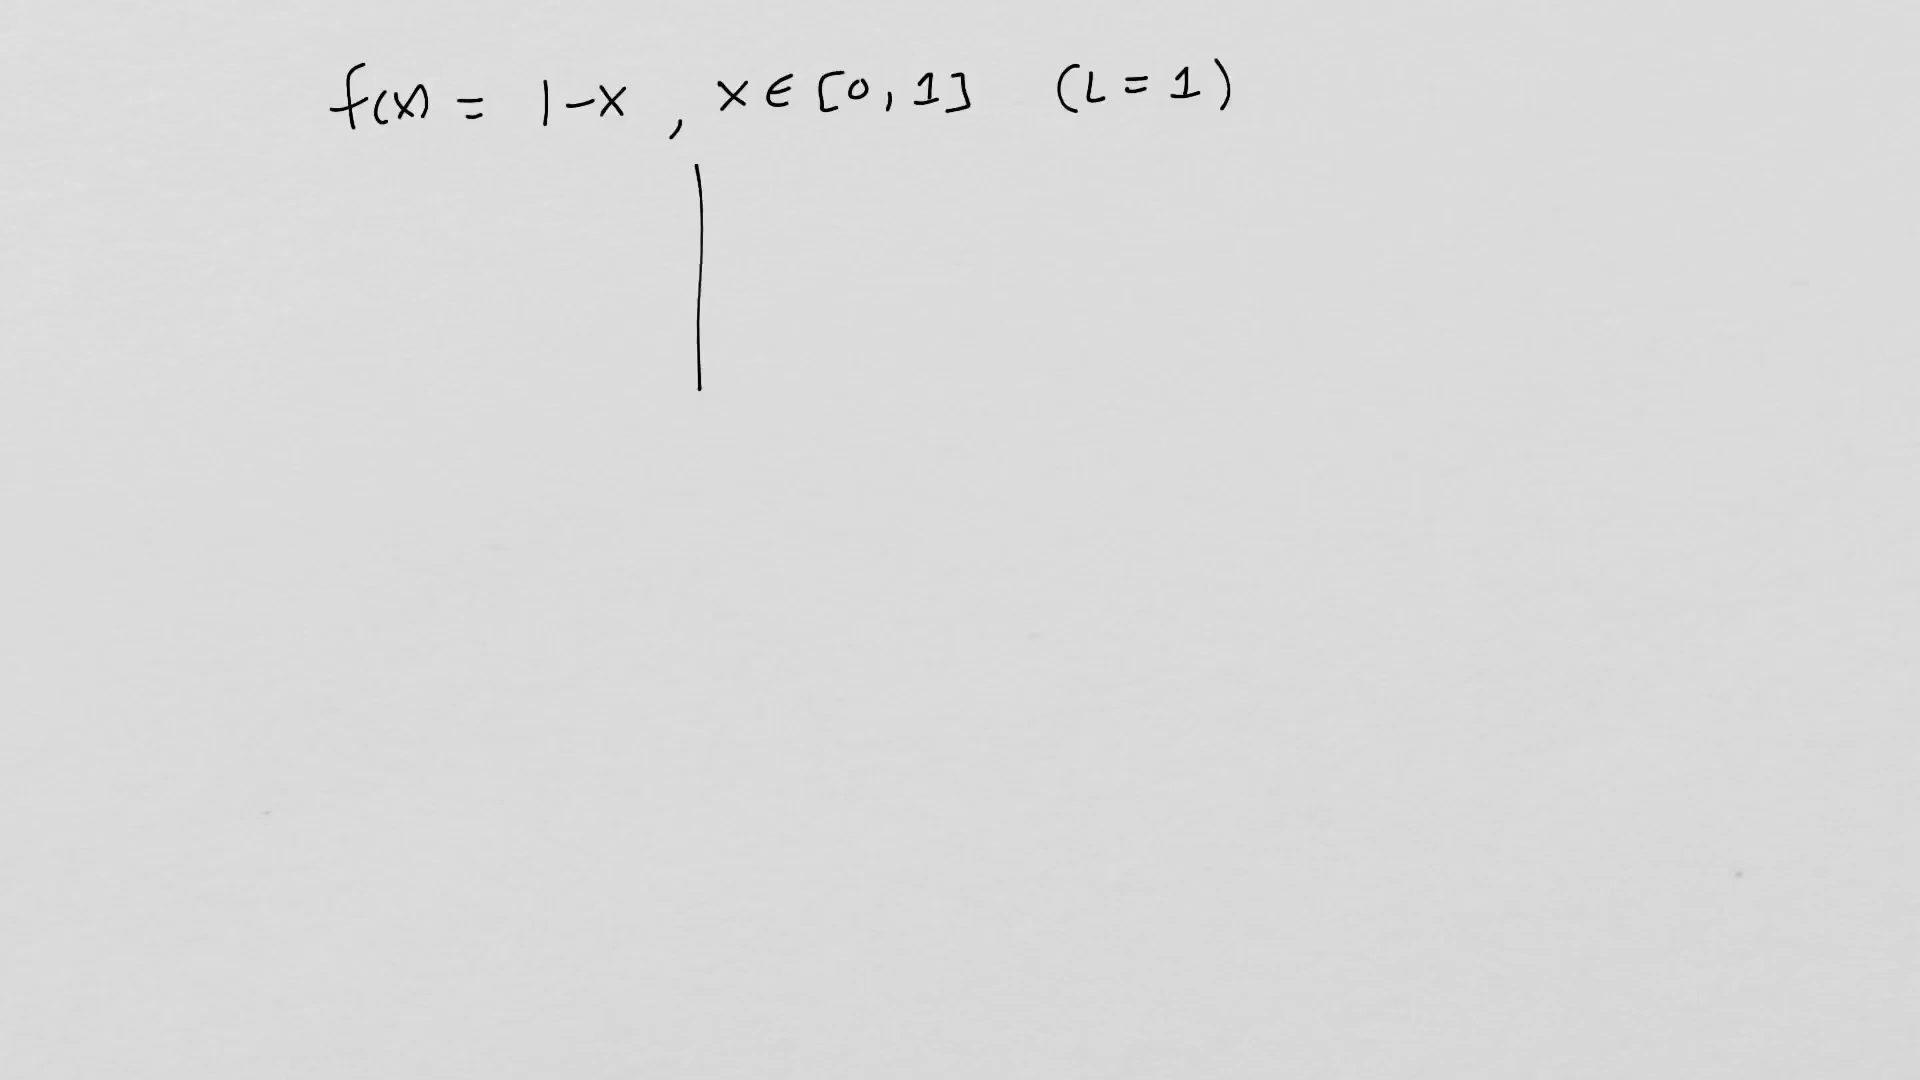 f(x) = 1-x , x ∈ [0, 1] (L = 1)